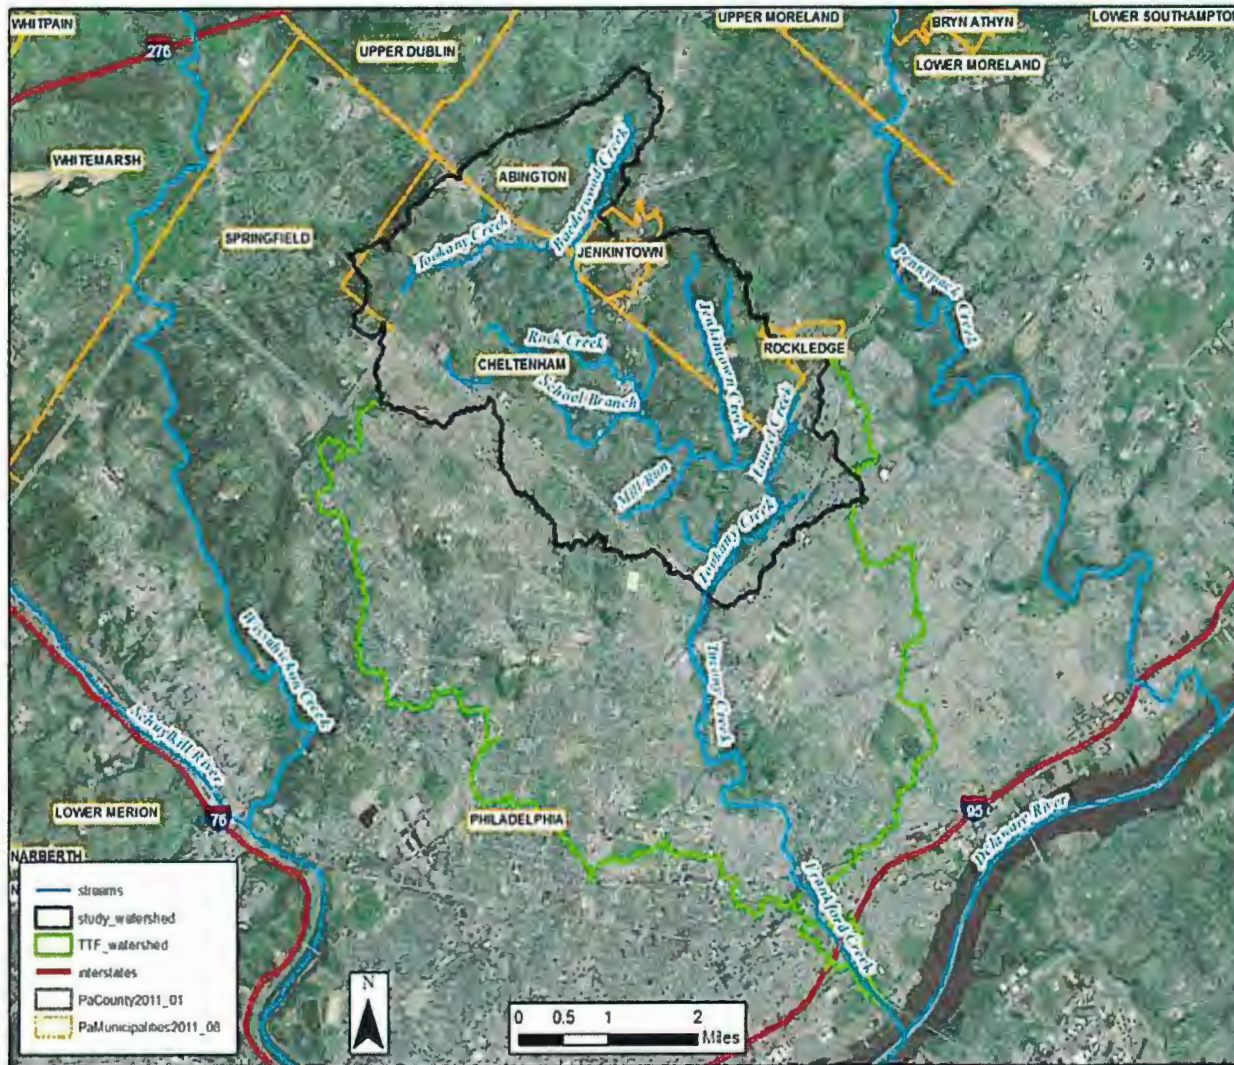 WHITPAIN
276
UPPER DUBLIN
UPPER MORELAND
BRYN ATHYN
LOWER SOUTHAMPTON
LOWER MORELAND
WHITEMARSH
ABINGTON
Baederwood Creek
SPRINGFIELD
Tookany Creek
JENKINTOWN
Pennypack Creek
Rock Creek
Jenkintown Creek
ROCKLEDGE
CHELTENHAM
School Branch
Laurel Creek
Mill Run
Tookany Creek
Wissahickon Creek
Tacony Creek
Schuylkill River
LOWER MERION
76
PHILADELPHIA
95
Delaware River
NARBERTH
Frankford Creek
streams
study_watershed
TTF_watershed
interstates
PaCounty2011_01
PaMunicipalities2011_08
N
0 0.5 1 2
Miles